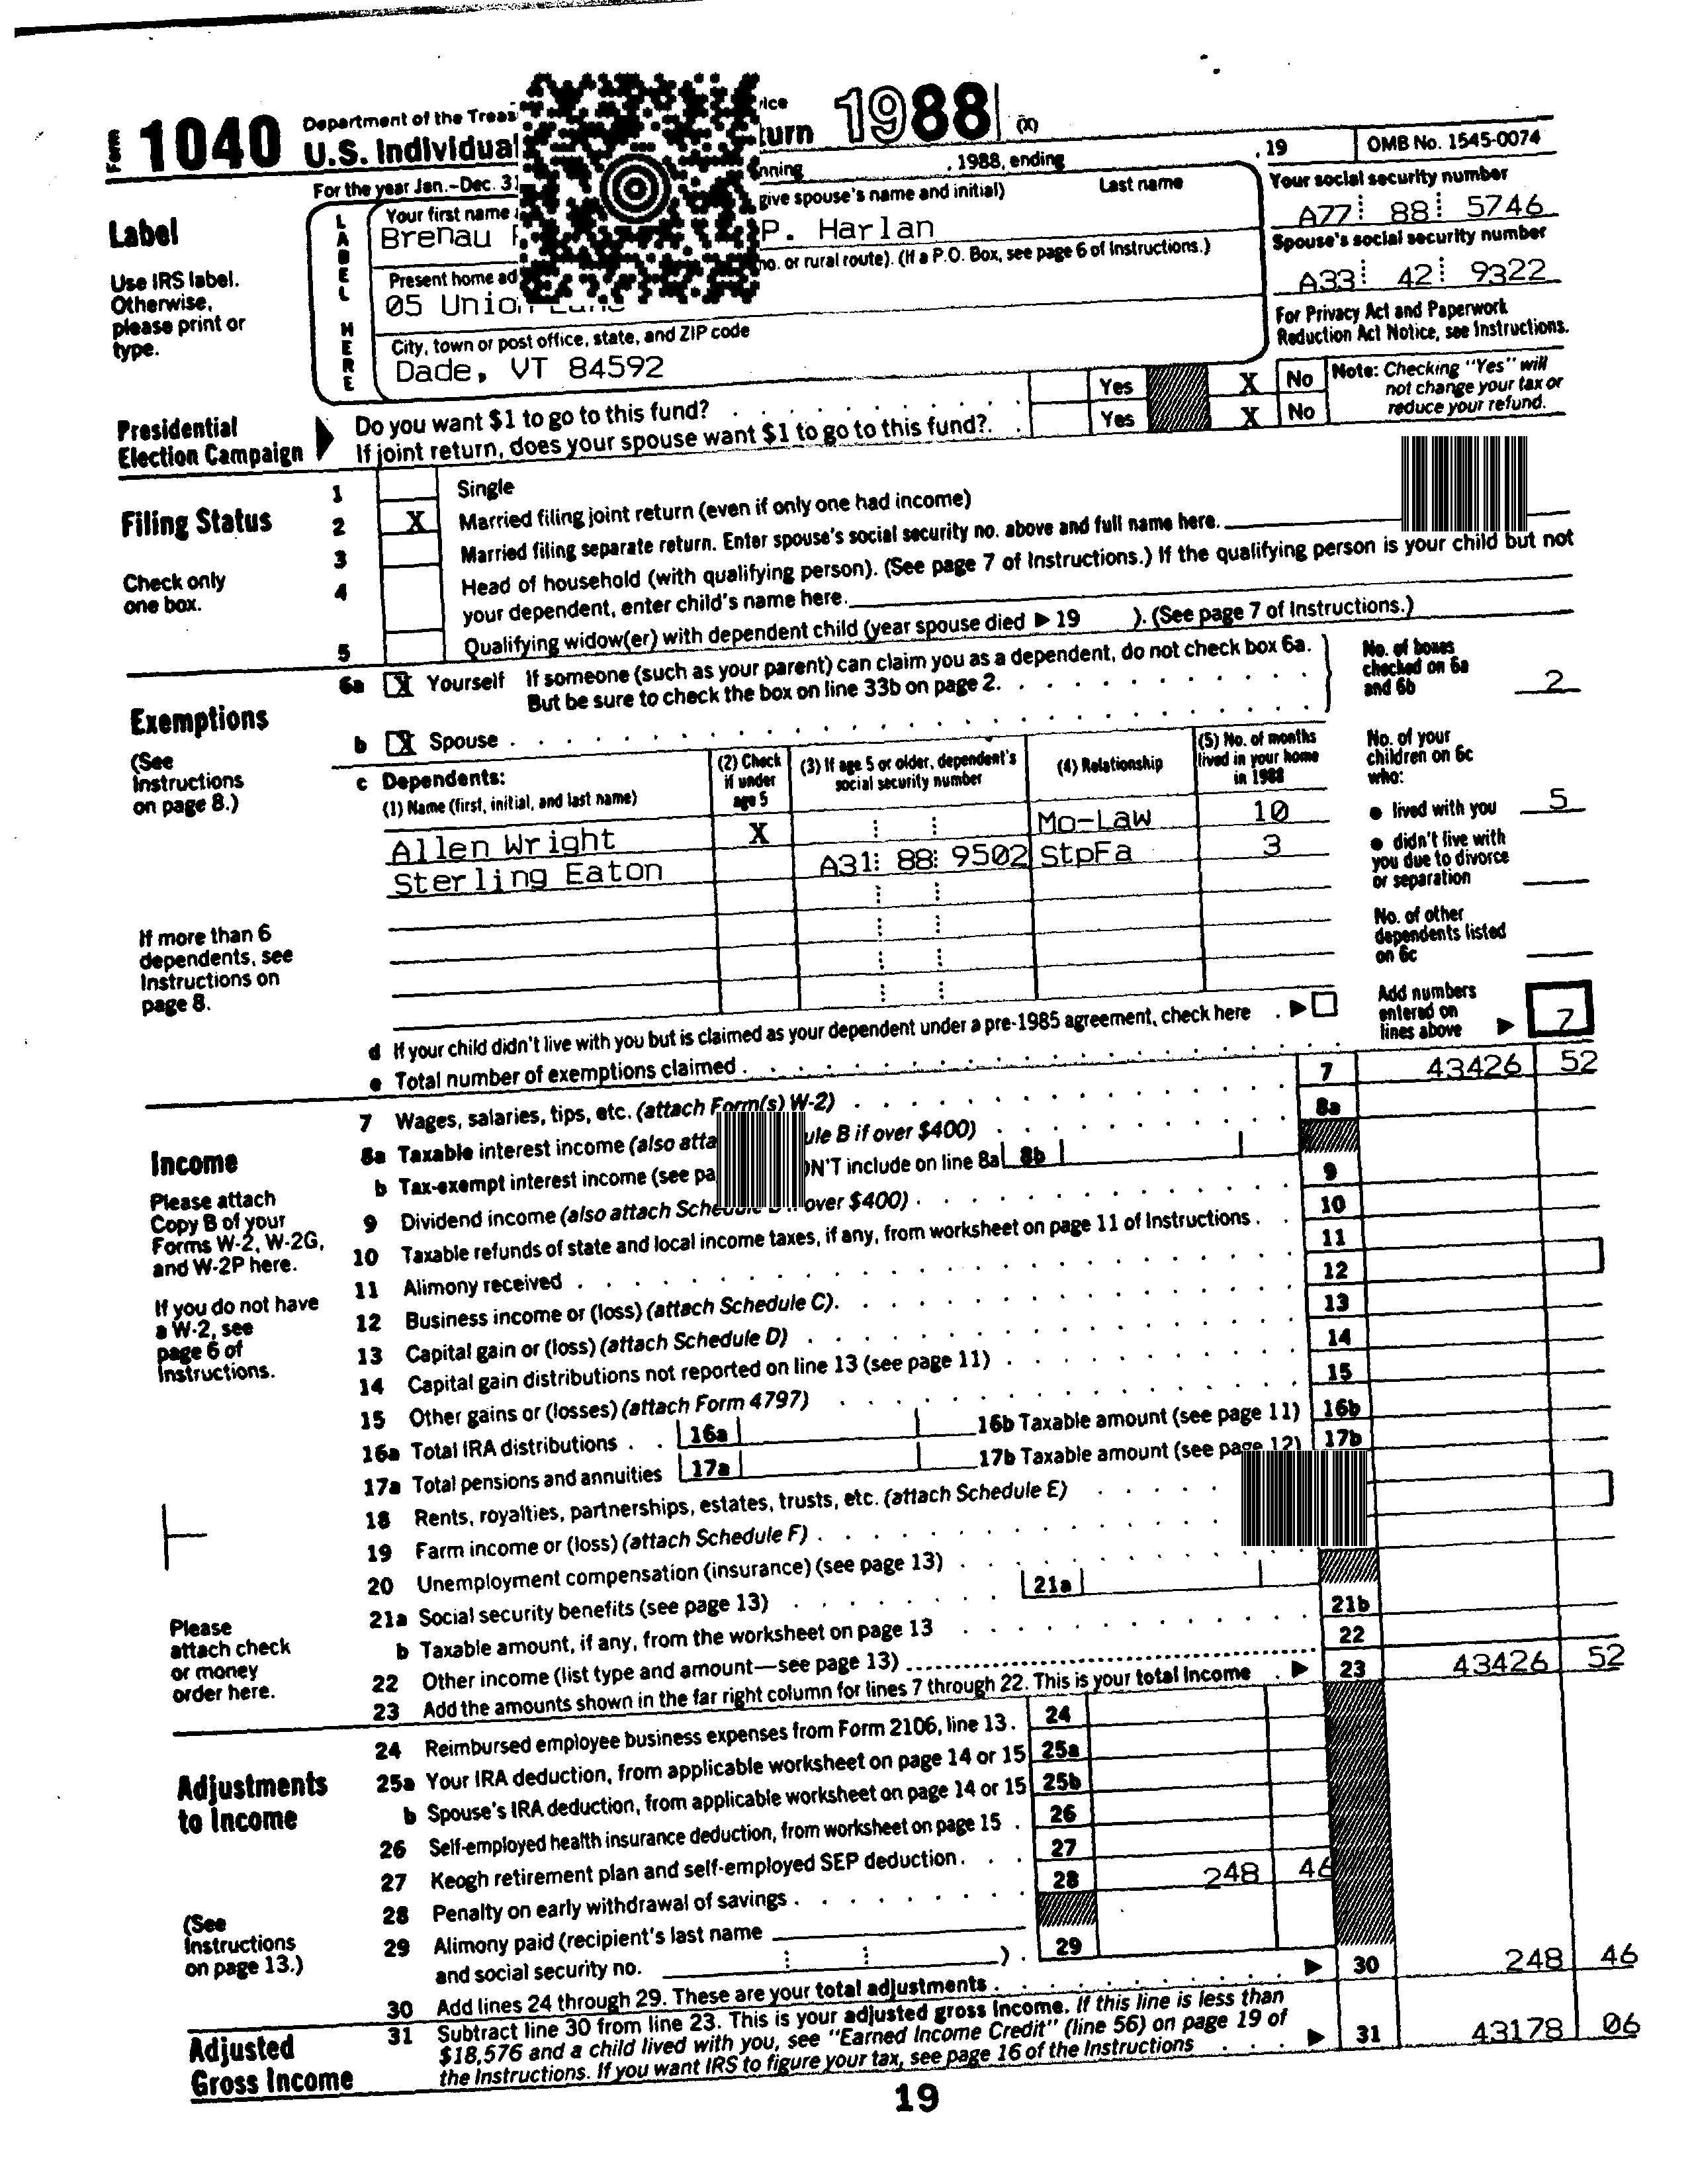 Form 1040
Department of the Treas
vice
U.S. Individual
turn
1988
(X)
For the year Jan.-Dec. 31
nning
, 1988, ending
, 19
OMB No. 1545-0074
Label
Use IRS label.
Otherwise,
please print or
type.
LABEL HERE
Your first name
give spouse's name and initial)
Last name
Brenau
P. Harlan
Your social security number
A77 88 5746
Present home ad
no. or rural route). (If a P.O. Box, see page 6 of Instructions.)
05 Union
Spouse's social security number
A33 42 9322
City, town or post office, state, and ZIP code
Dade, VT 84592
For Privacy Act and Paperwork
Reduction Act Notice, see Instructions.
Presidential
Election Campaign
Do you want $1 to go to this fund?
Yes
X No
If joint return, does your spouse want $1 to go to this fund?
Yes
X No
Note: Checking "Yes" will
not change your tax or
reduce your refund.
Filing Status
Check only
one box.
1 Single
2 X Married filing joint return (even if only one had income)
3 Married filing separate return. Enter spouse's social security no. above and full name here.
4 Head of household (with qualifying person). (See page 7 of Instructions.) If the qualifying person is your child but not
your dependent, enter child's name here.
5 Qualifying widow(er) with dependent child (year spouse died ▶ 19 ). (See page 7 of Instructions.)
Exemptions
(See
Instructions
on page 8.)
6a X Yourself If someone (such as your parent) can claim you as a dependent, do not check box 6a.
But be sure to check the box on line 33b on page 2.
b X Spouse
No. of boxes
checked on 6a
and 6b
2
c Dependents:
(1) Name (first, initial, and last name)
(2) Check
if under
age 5
(3) If age 5 or older, dependent's
social security number
(4) Relationship
(5) No. of months
lived in your home
in 1988
Allen Wright X Mo-Law 10
Sterling Eaton A31 88 9502 StpFa 3
No. of your
children on 6c
who:
● lived with you 5
● didn't live with
you due to divorce
or separation
No. of other
dependents listed
on 6c
If more than 6
dependents, see
Instructions on
page 8.
d If your child didn't live with you but is claimed as your dependent under a pre-1985 agreement, check here
e Total number of exemptions claimed
Add numbers
entered on
lines above ▶ 7
Income
Please attach
Copy B of your
Forms W-2, W-2G,
and W-2P here.
If you do not have
a W-2, see
page 6 of
Instructions.
Please
attach check
or money
order here.
7 Wages, salaries, tips, etc. (attach Form(s) W-2) 7 43426 52
8a Taxable interest income (also atta ule B if over $400) 8a
b Tax-exempt interest income (see pa ON'T include on line 8a 8b
9 Dividend income (also attach Schedule B if over $400) 9
10 Taxable refunds of state and local income taxes, if any, from worksheet on page 11 of Instructions 10
11 Alimony received 11
12 Business income or (loss) (attach Schedule C) 12
13 Capital gain or (loss) (attach Schedule D) 13
14 Capital gain distributions not reported on line 13 (see page 11) 14
15 Other gains or (losses) (attach Form 4797) 15
16a Total IRA distributions 16a 16b Taxable amount (see page 11) 16b
17a Total pensions and annuities 17a 17b Taxable amount (see page 12) 17b
18 Rents, royalties, partnerships, estates, trusts, etc. (attach Schedule E)
19 Farm income or (loss) (attach Schedule F)
20 Unemployment compensation (insurance) (see page 13)
21a Social security benefits (see page 13) 21a
b Taxable amount, if any, from the worksheet on page 13 21b
22 Other income (list type and amount—see page 13) 22
23 Add the amounts shown in the far right column for lines 7 through 22. This is your total income ▶ 23 43426 52
Adjustments
to Income
(See
Instructions
on page 13.)
24 Reimbursed employee business expenses from Form 2106, line 13. 24
25a Your IRA deduction, from applicable worksheet on page 14 or 15 25a
b Spouse's IRA deduction, from applicable worksheet on page 14 or 15 25b
26 Self-employed health insurance deduction, from worksheet on page 15 26
27 Keogh retirement plan and self-employed SEP deduction 27
28 Penalty on early withdrawal of savings 28 248 46
29 Alimony paid (recipient's last name
and social security no. ). 29
30 Add lines 24 through 29. These are your total adjustments ▶ 30 248 46
Adjusted
Gross Income
31 Subtract line 30 from line 23. This is your adjusted gross income. If this line is less than
$18,576 and a child lived with you, see "Earned Income Credit" (line 56) on page 19 of
the Instructions. If you want IRS to figure your tax, see page 16 of the Instructions ▶ 31 43178 06
19